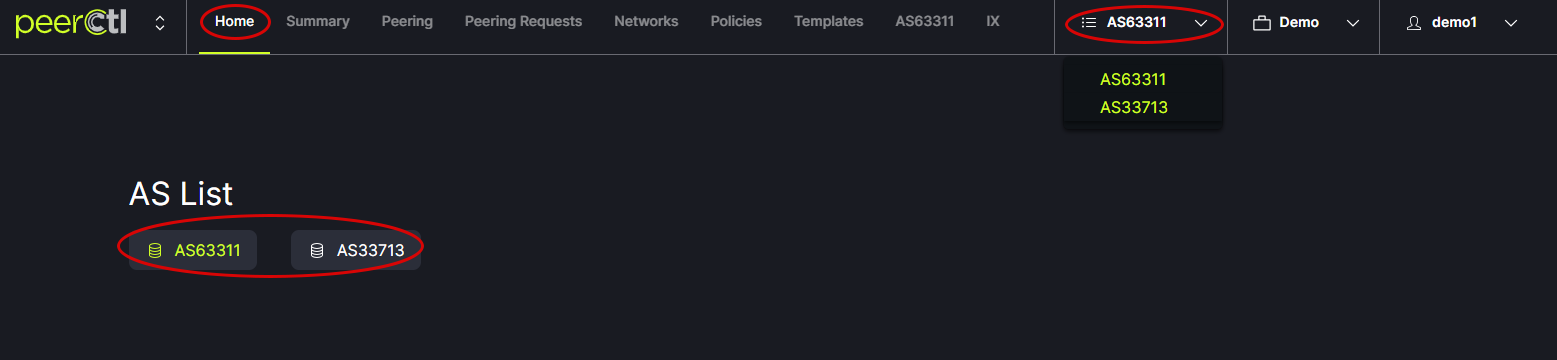 peerCtl Home Summary Peering Peering Requests Networks Policies Templates AS63311 IX AS63311 Demo demo1
AS63311
AS33713
AS List
AS63311 AS33713